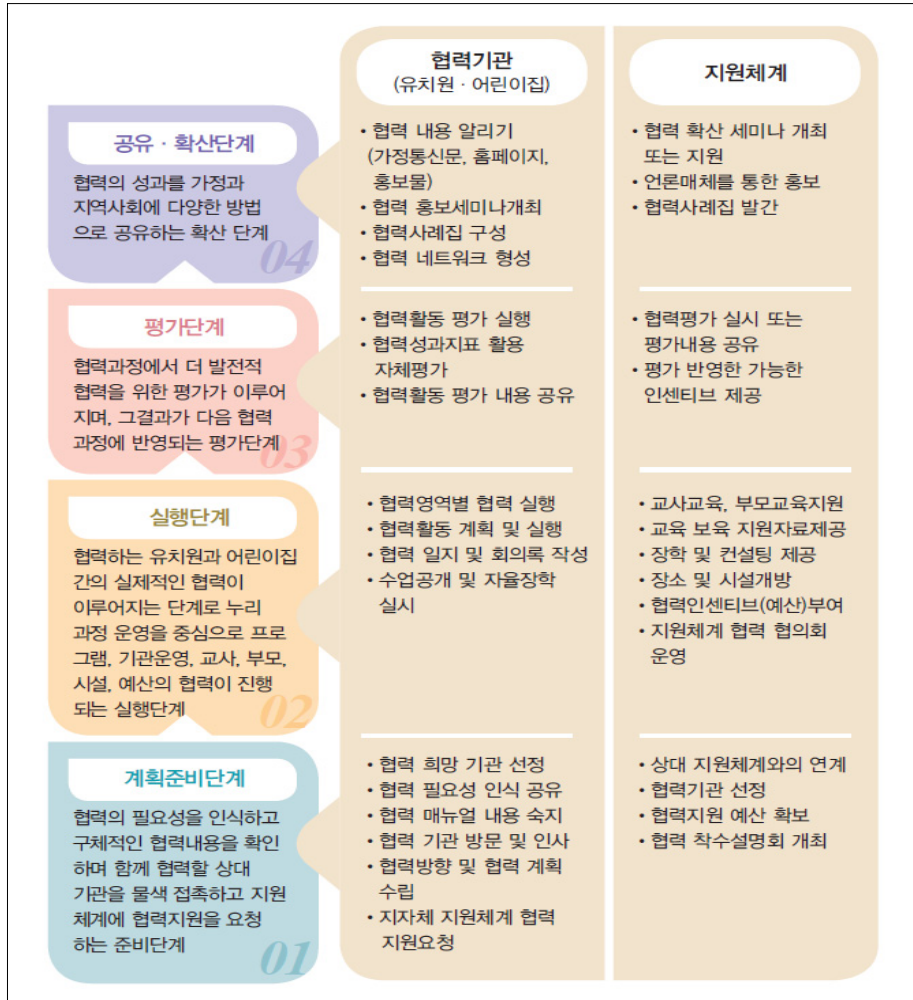 협력기관
(유치원 · 어린이집)
지원체계
공유 · 확산단계
협력의 성과를 가정과
지역사회에 다양한 방법
으로 공유하는 확산 단계
04
• 협력 내용 알리기
(가정통신문, 홈페이지,
홍보물)
• 협력 홍보세미나개최
• 협력사례집 구성
• 협력 네트워크 형성
• 협력 확산 세미나 개최
또는 지원
• 언론매체를 통한 홍보
• 협력사례집 발간
평가단계
협력과정에서 더 발전적
협력을 위한 평가가 이루어
지며, 그결과가 다음 협력
과정에 반영되는 평가단계
03
• 협력활동 평가 실행
• 협력성과지표 활용
자체평가
• 협력활동 평가 내용 공유
• 협력평가 실시 또는
평가내용 공유
• 평가 반영한 가능한
인센티브 제공
실행단계
협력하는 유치원과 어린이집
간의 실제적인 협력이
이루어지는 단계로 누리
과정 운영을 중심으로 프로
그램, 기관운영, 교사, 부모,
시설, 예산의 협력이 진행
되는 실행단계
02
• 협력영역별 협력 실행
• 협력활동 계획 및 실행
• 협력 일지 및 회의록 작성
• 수업공개 및 자율장학
실시
• 교사교육, 부모교육지원
• 교육 보육 지원자료제공
• 장학 및 컨설팅 제공
• 장소 및 시설개방
• 협력인센티브(예산)부여
• 지원체계 협력 협의회
운영
계획준비단계
협력의 필요성을 인식하고
구체적인 협력내용을 확인
하며 함께 협력할 상대
기관을 물색 접촉하고 지원
체계에 협력지원을 요청
하는 준비단계
01
• 협력 희망 기관 선정
• 협력 필요성 인식 공유
• 협력 매뉴얼 내용 숙지
• 협력 기관 방문 및 인사
• 협력방향 및 협력 계획
수립
• 지자체 지원체계 협력
지원요청
• 상대 지원체계와의 연계
• 협력기관 선정
• 협력지원 예산 확보
• 협력 착수설명회 개최